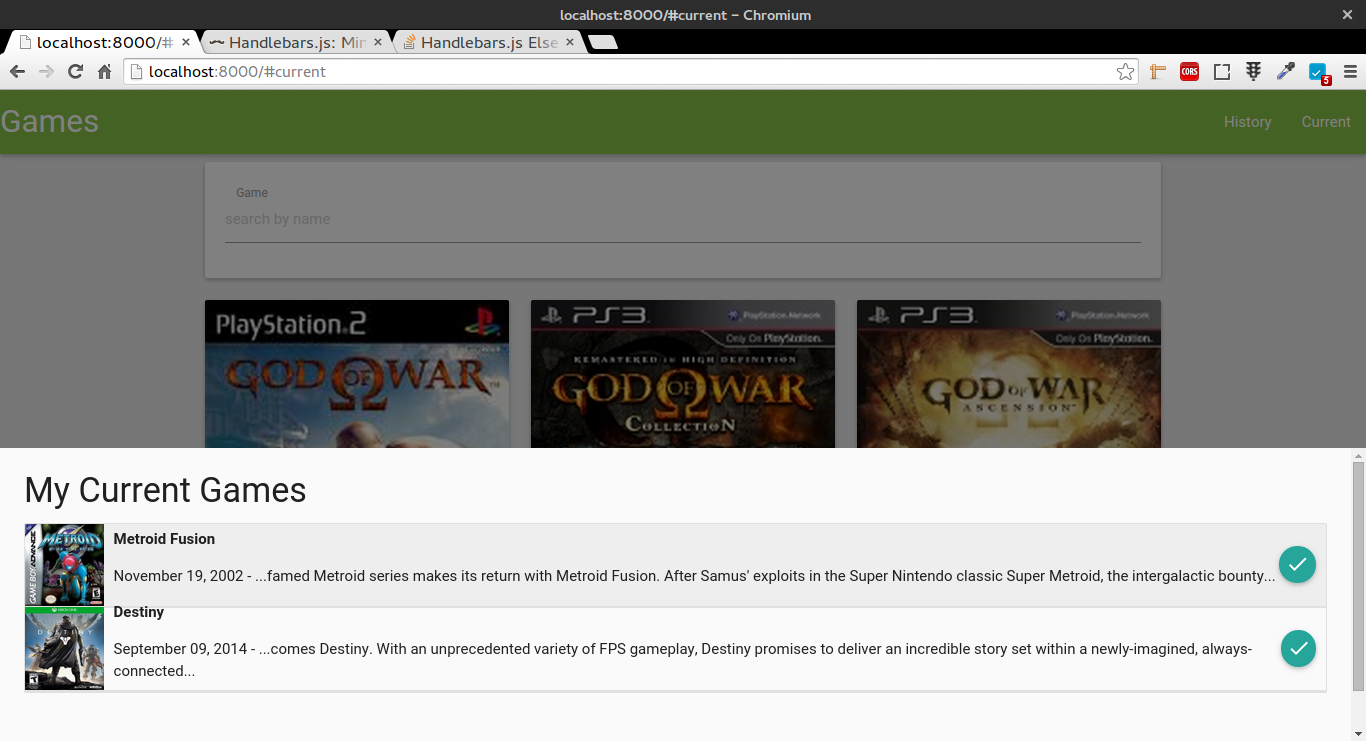 localhost:8000/#current - Chromium
localhost:8000/#
Handlebars.js: Min
Handlebars.js Else
localhost:8000/#current
CORS
5
Games
History
Current
Game
search by name
PlayStation.2
GOD OF WAR
PS3
PlayStation Network
Only On PlayStation.
REMASTERED IN HIGH DEFINITION
GOD OF WAR
COLLECTION
PS3
PlayStation Network
Only On PlayStation.
GOD OF WAR
ASCENSION
My Current Games
GAME BOY ADVANCE
METROID
Metroid Fusion
November 19, 2002 - ...famed Metroid series makes its return with Metroid Fusion. After Samus' exploits in the Super Nintendo classic Super Metroid, the intergalactic bounty...
XBOX ONE
DESTINY
Destiny
September 09, 2014 - ...comes Destiny. With an unprecedented variety of FPS gameplay, Destiny promises to deliver an incredible story set within a newly-imagined, always-
connected...